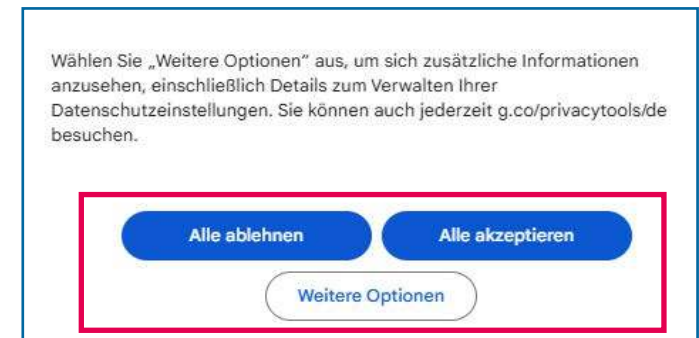 Wählen Sie „Weitere Optionen“ aus, um sich zusätzliche Informationen
anzusehen, einschließlich Details zum Verwalten Ihrer
Datenschutzeinstellungen. Sie können auch jederzeit g.co/privacytools/de
besuchen.
Alle ablehnen
Alle akzeptieren
Weitere Optionen